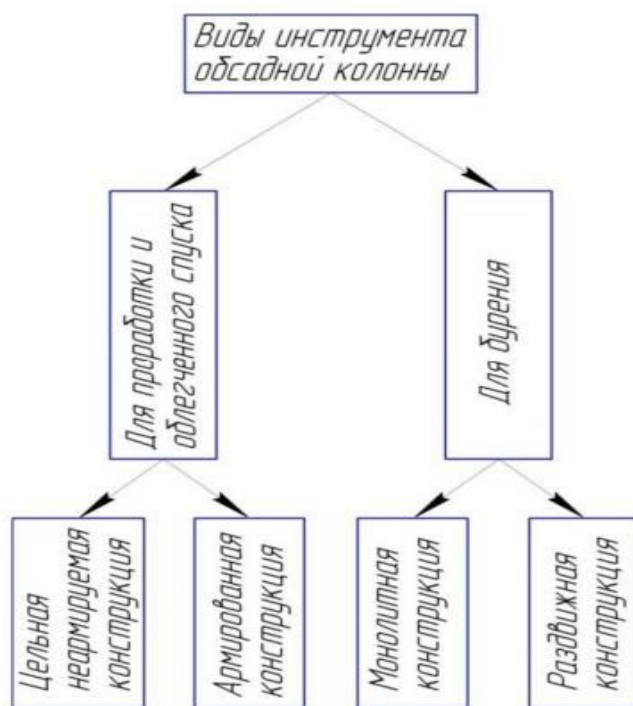 Виды инструмента
обсадной колонны
Для проработки и
облегченного спуска
Для бурения
Цельная
неармируемая
конструкция
Армированная
конструкция
Монолитная
конструкция
Раздвижная
конструкция